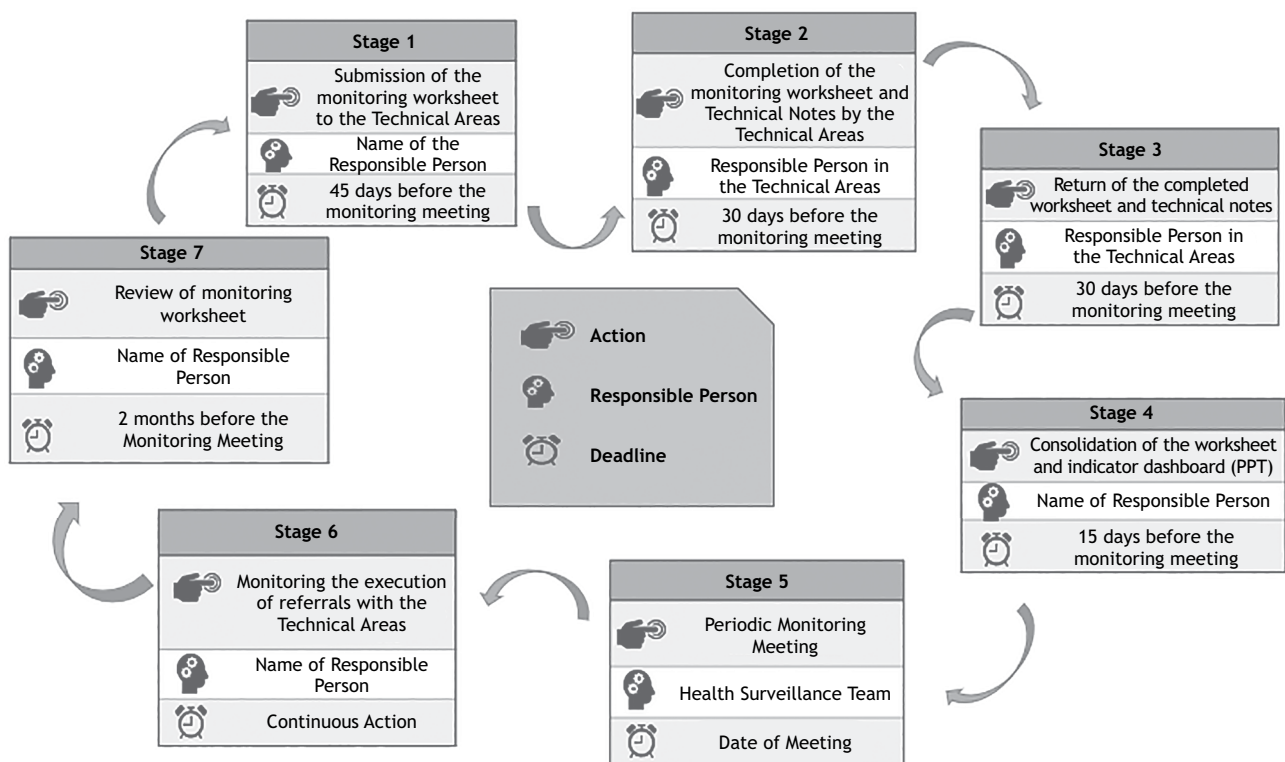 Stage 1
Submission of the
monitoring worksheet
to the Technical Areas
Name of the
Responsible Person
45 days before the
monitoring meeting
Stage 2
Completion of the
monitoring worksheet and
Technical Notes by the
Technical Areas
Responsible Person in
the Technical Areas
30 days before the
monitoring meeting
Stage 3
Return of the completed
worksheet and technical notes
Responsible Person in
the Technical Areas
30 days before the
monitoring meeting
Stage 4
Consolidation of the worksheet
and indicator dashboard (PPT)
Name of Responsible Person
15 days before the
monitoring meeting
Stage 5
Periodic Monitoring
Meeting
Health Surveillance Team
Date of Meeting
Stage 6
Monitoring the execution
of referrals with the
Technical Areas
Name of Responsible
Person
Continuous Action
Stage 7
Review of monitoring
worksheet
Name of Responsible
Person
2 months before the
Monitoring Meeting
Action
Responsible Person
Deadline